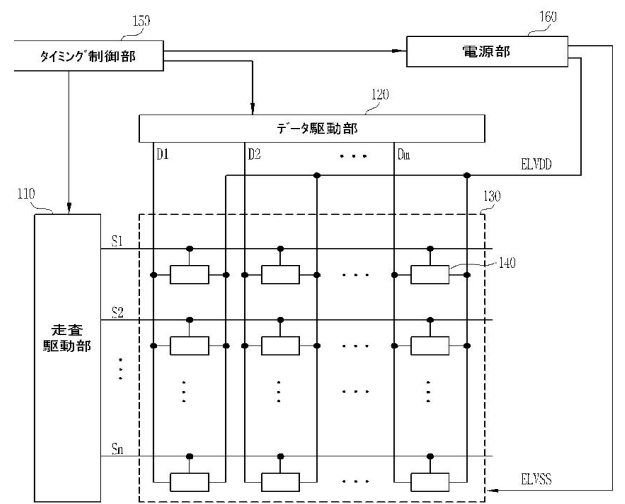 150
160
タイミング制御部
電源部
120
データ駆動部
D1 D2 ... Dm
ELVDD
110
130
S1
140
S2
走査
駆動部
Sn
ELVSS